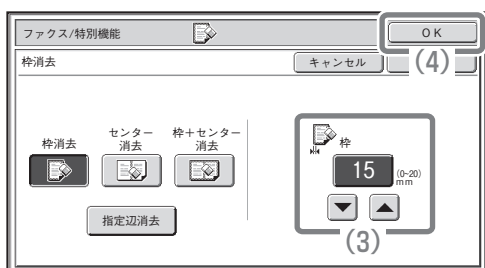 ファクス/特別機能
OK
枠消去
キャンセル
(4)
枠消去
センター
消去
枠+センター
消去
指定辺消去
枠
15
(0~20)
mm
(3)